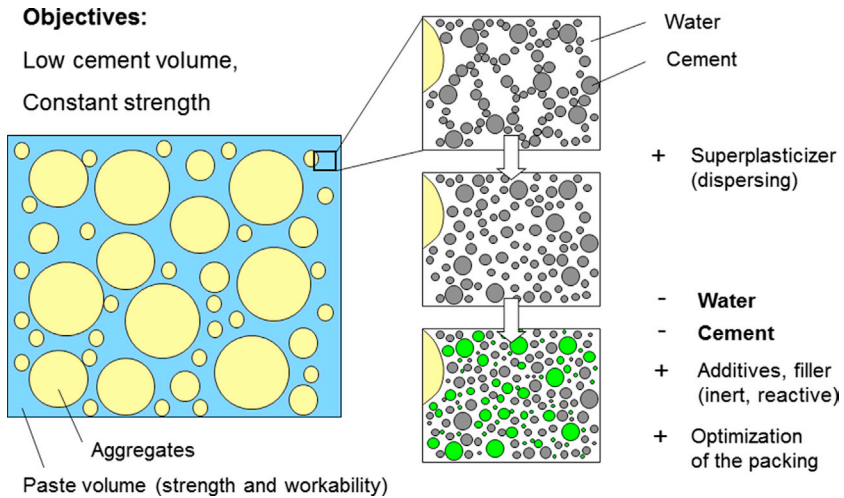 Objectives:
Low cement volume,
Constant strength
Water
Cement
+ Superplasticizer
(dispersing)
- Water
- Cement
+ Additives, filler
(inert, reactive)
+ Optimization
of the packing
Aggregates
Paste volume (strength and workability)